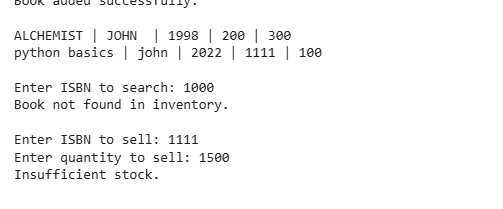 Book added successfully.
ALCHEMIST | JOHN  | 1998 | 200 | 300
python basics | john | 2022 | 1111 | 100
Enter ISBN to search: 1000
Book not found in inventory.
Enter ISBN to sell: 1111
Enter quantity to sell: 1500
Insufficient stock.